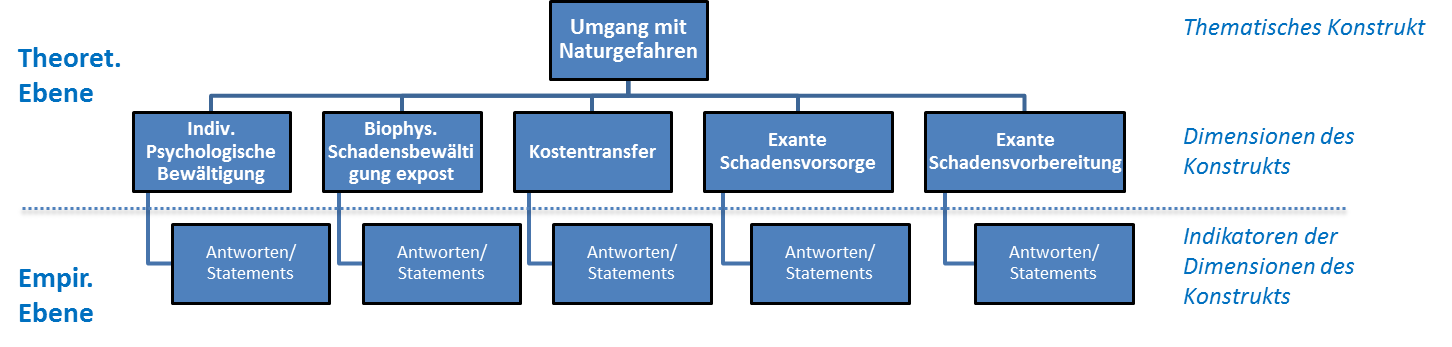 Umgang mit
Naturgefahren
Thematisches Konstrukt
Theoret.
Ebene
Indiv.
Psychologische
Bewältigung
Biophys.
Schadensbewälti
gung expost
Kostentransfer
Exante
Schadensvorsorge
Exante
Schadensvorbereitung
Dimensionen des
Konstrukts
Empir.
Ebene
Antworten/
Statements
Antworten/
Statements
Antworten/
Statements
Antworten/
Statements
Antworten/
Statements
Indikatoren der
Dimensionen des
Konstrukts